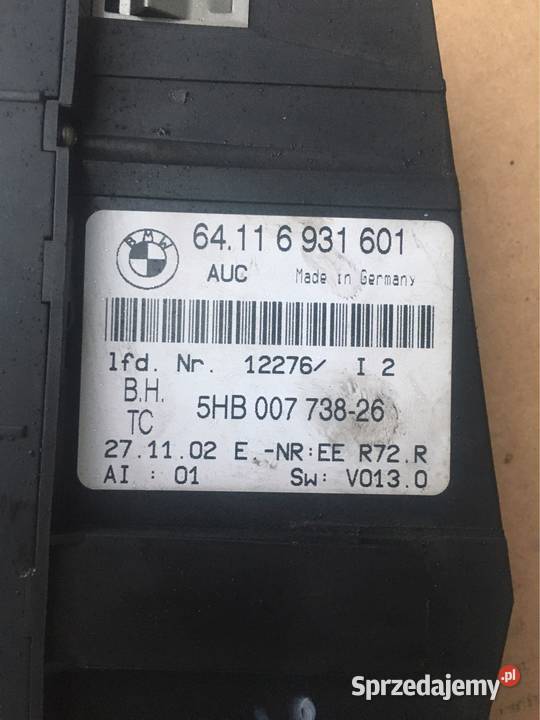 BMW
64.11 6 931 601
AUC Made in Germany
lfd. Nr. 12276/ I 2
B.H.
TC 5HB 007 738-26
27.11.02 E.-NR:EE R72.R
AI : 01 Sw: V013.0
Sprzedajemy.pl